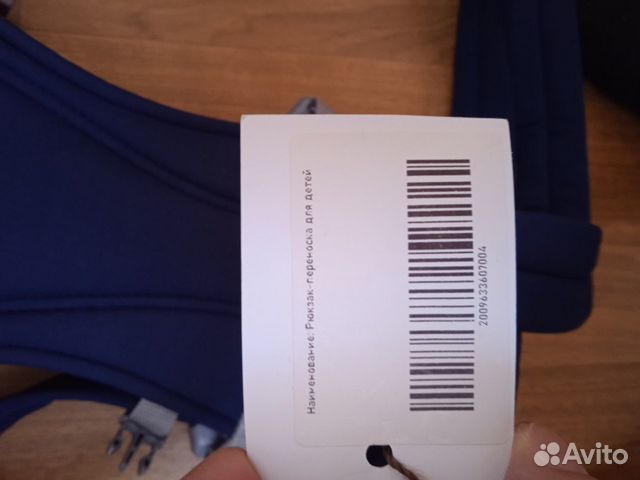 Наименование: Рюкзак-переноска для детей
2009633607004
Avito